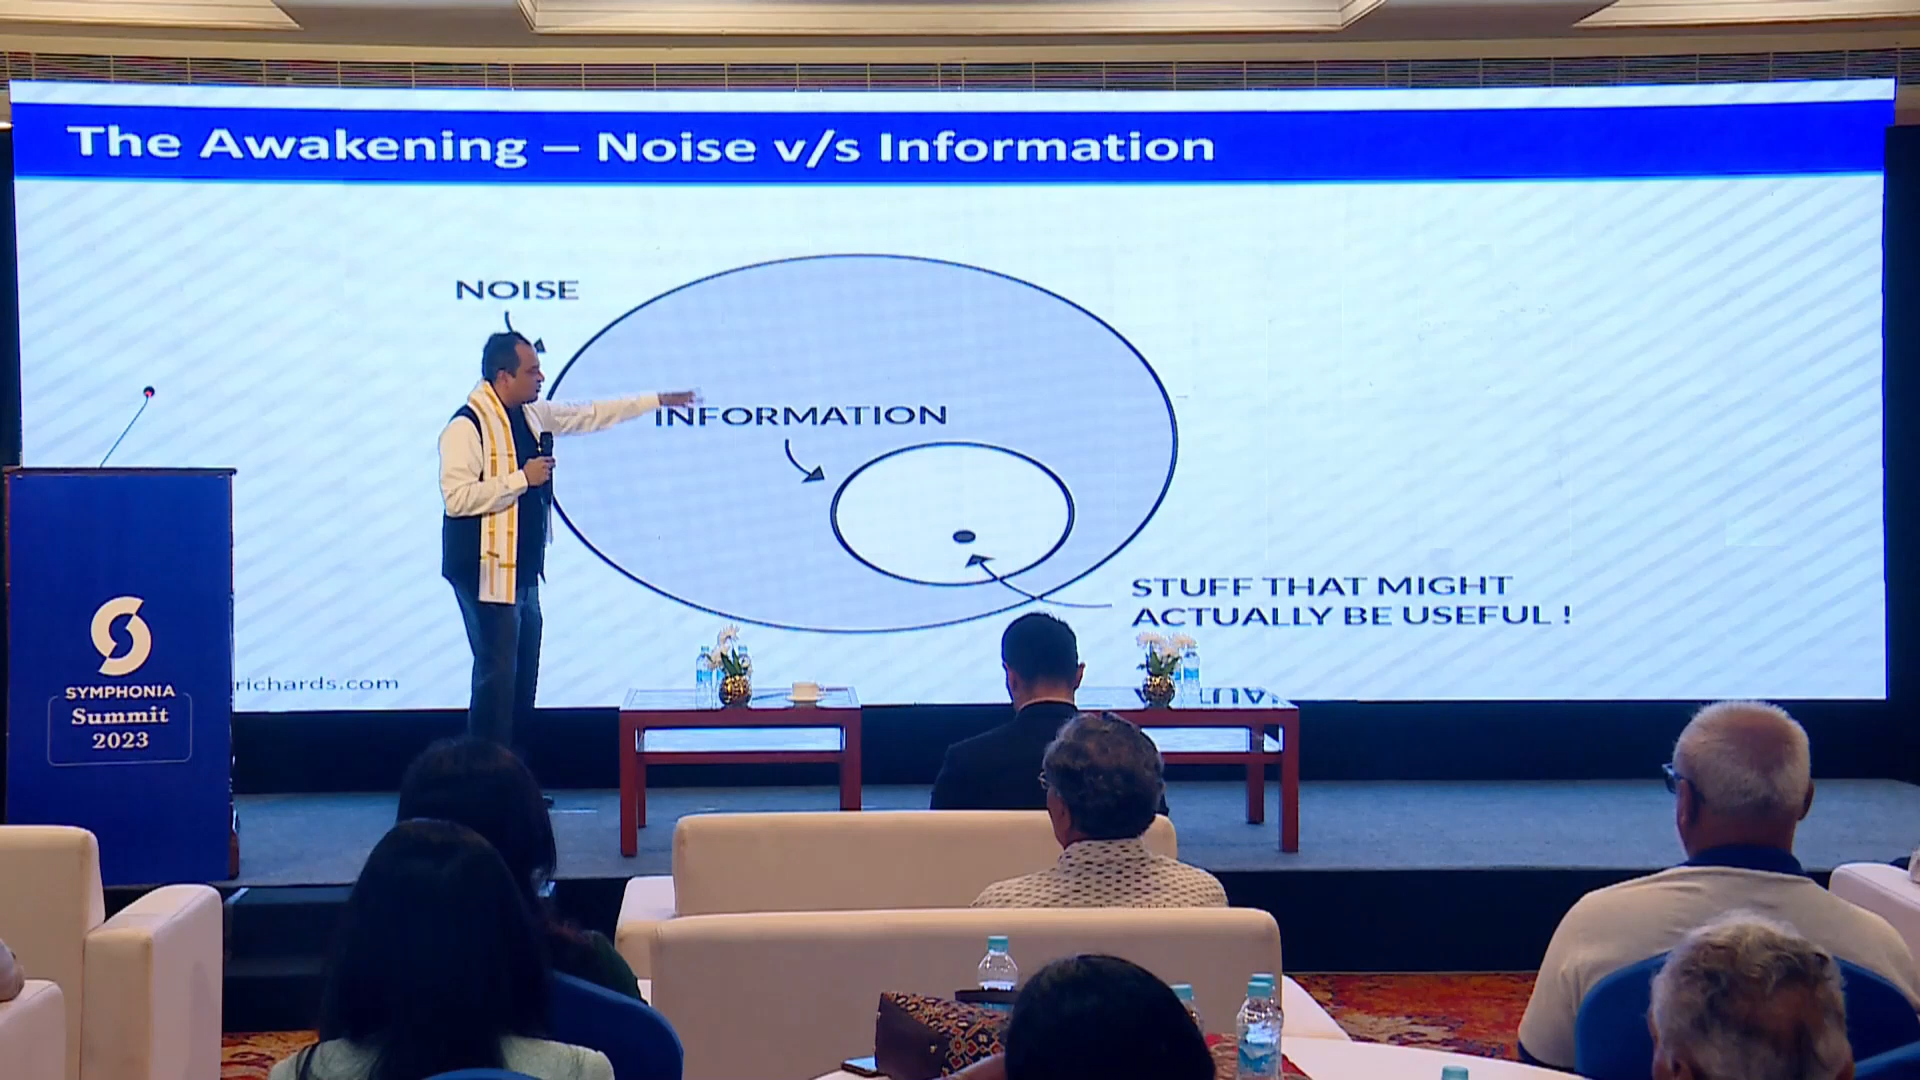 The Awakening – Noise v/s Information
NOISE
INFORMATION
STUFF THAT MIGHT
ACTUALLY BE USEFUL !
richards.com
SYMPHONIA
Summit
2023